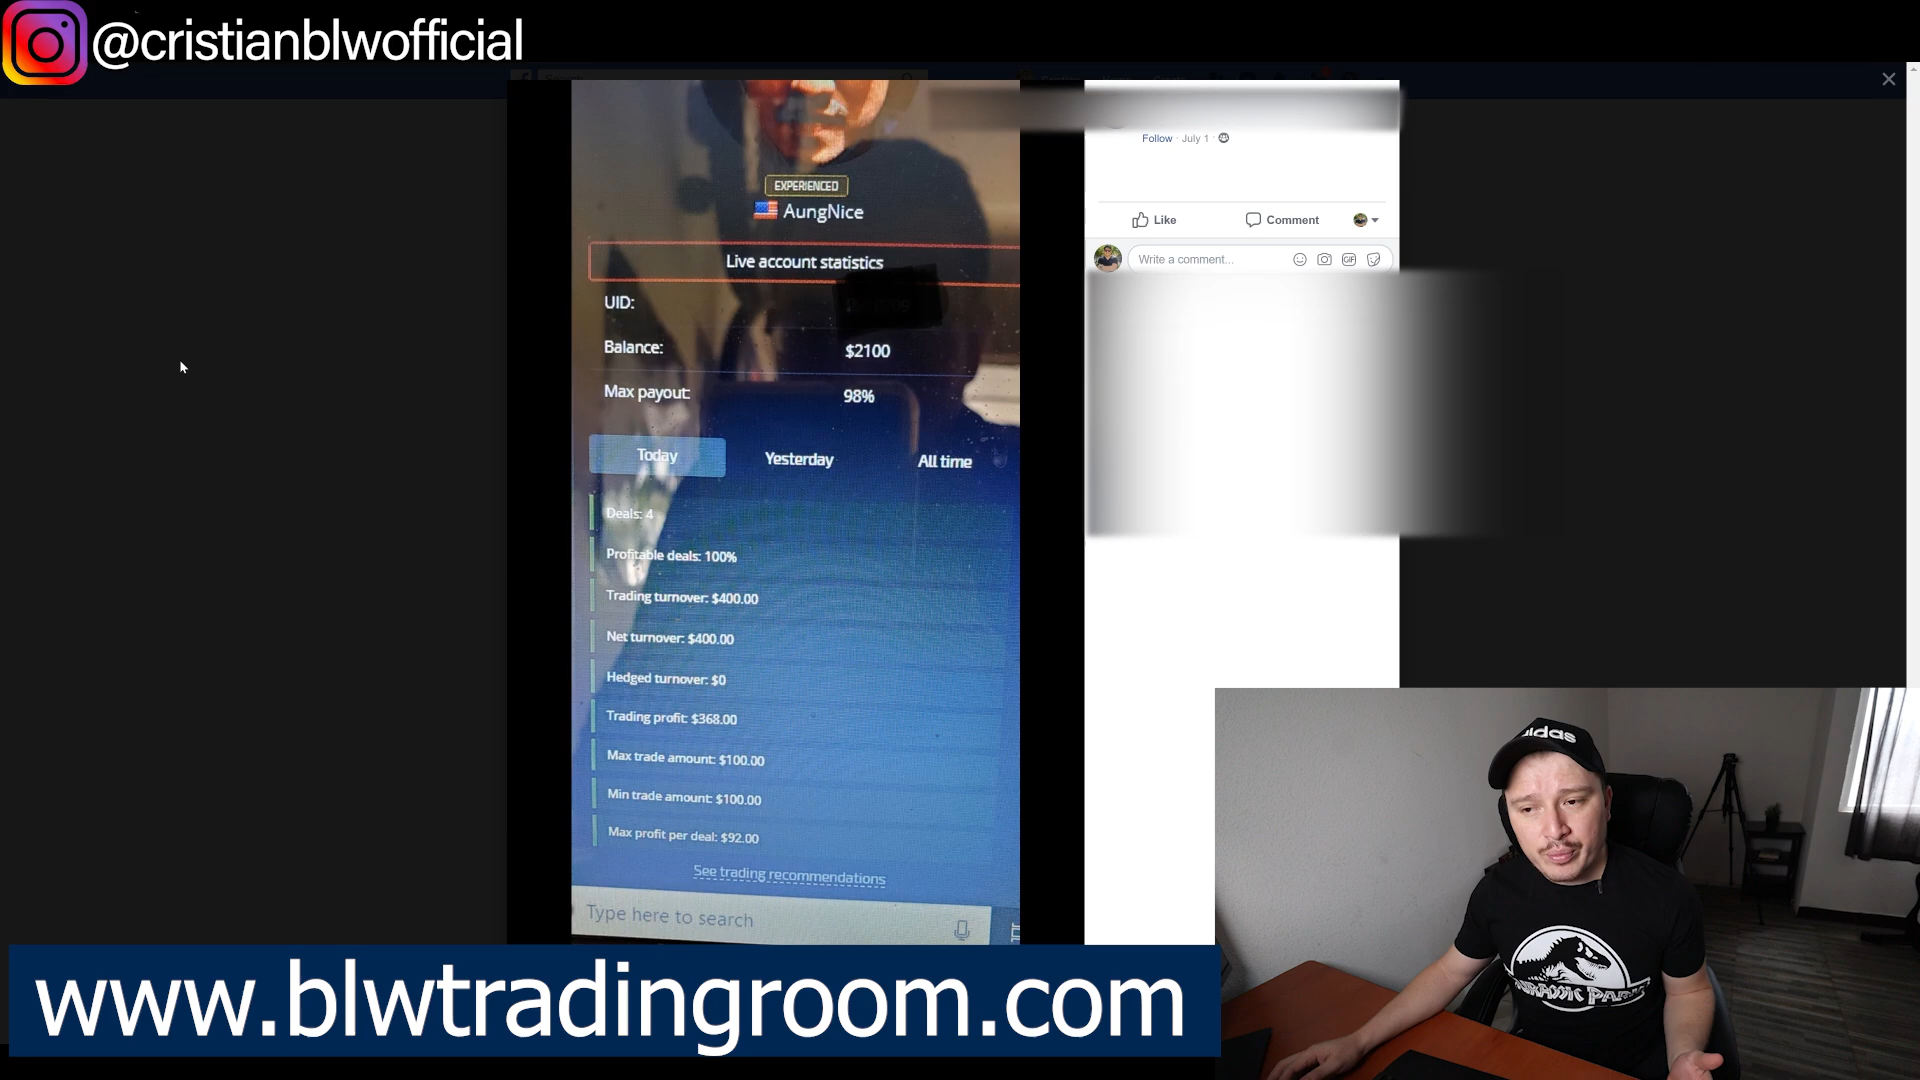 @cristianblwofficial
Follow · July 1
EXPERIENCED
AungNice
Like
Comment
Live account statistics
Write a comment...
GIF
UID:
Balance: $2100
Max payout: 98%
Today Yesterday All time
Deals: 4
Profitable deals: 100%
Trading turnover: $400.00
Net turnover: $400.00
Hedged turnover: $0
Trading profit: $368.00
Max trade amount: $100.00
Min trade amount: $100.00
Max profit per deal: $92.00
See trading recommendations
Type here to search
www.blwtradingroom.com
adidas
JURASSIC PARK